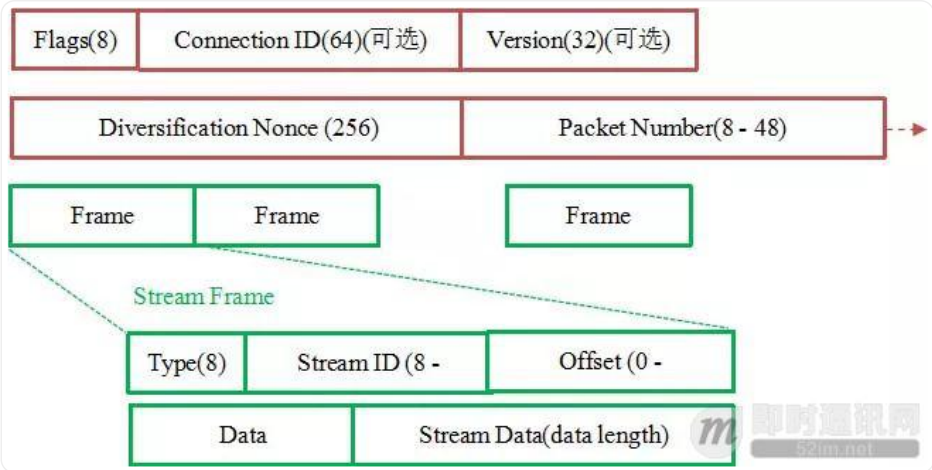 Flags(8) Connection ID(64)(可选) Version(32)(可选)
Diversification Nonce (256) Packet Number(8 - 48)
Frame Frame Frame
Stream Frame
Type(8) Stream ID (8 - Offset (0 -
Data Stream Data(data length)
m 即时通讯网
52im.net